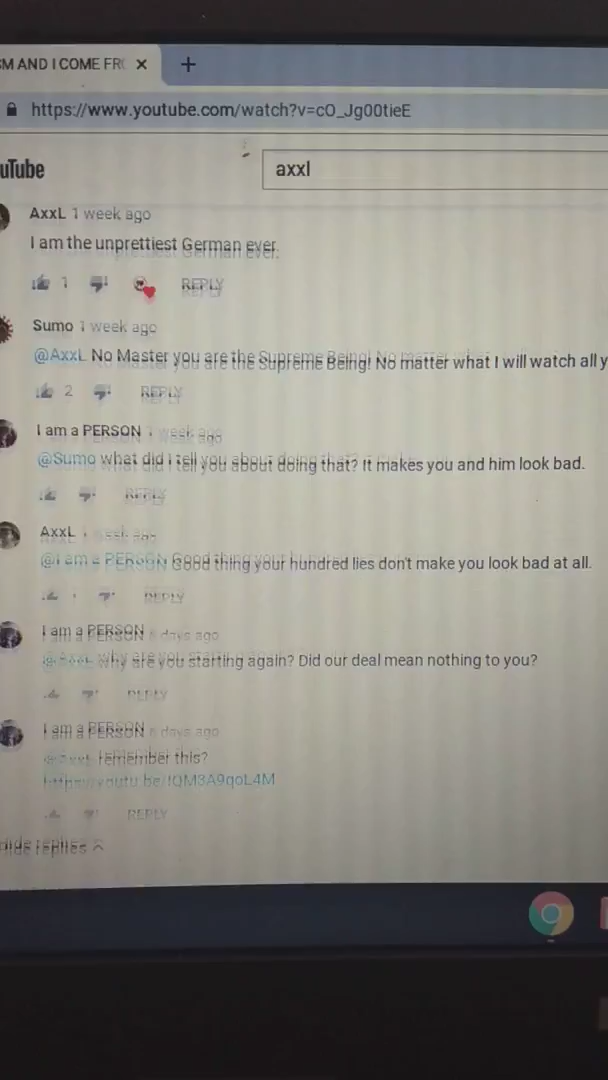 SM AND I COME FR
https://www.youtube.com/watch?v=cO_Jg00tieE
uTube
axxl
AxxL 1 week ago
I am the unprettiest German ever.
1 REPLY
Sumo 1 week ago
@AxxL No Master you are the Supreme Being! No matter what I will watch all y
2 REPLY
I am a PERSON 1 week ago
@Sumo what did I tell you about doing that? It makes you and him look bad.
REPLY
AxxL 1 week ago
@I am a PERSON Good thing your hundred lies don't make you look bad at all.
1 REPLY
I am a PERSON days ago
@AxxL why are you starting again? Did our deal mean nothing to you?
REPLY
I am a PERSON days ago
@AxxL remember this?
https://youtu.be/IQM3A9qoL4M
REPLY
Hide replies